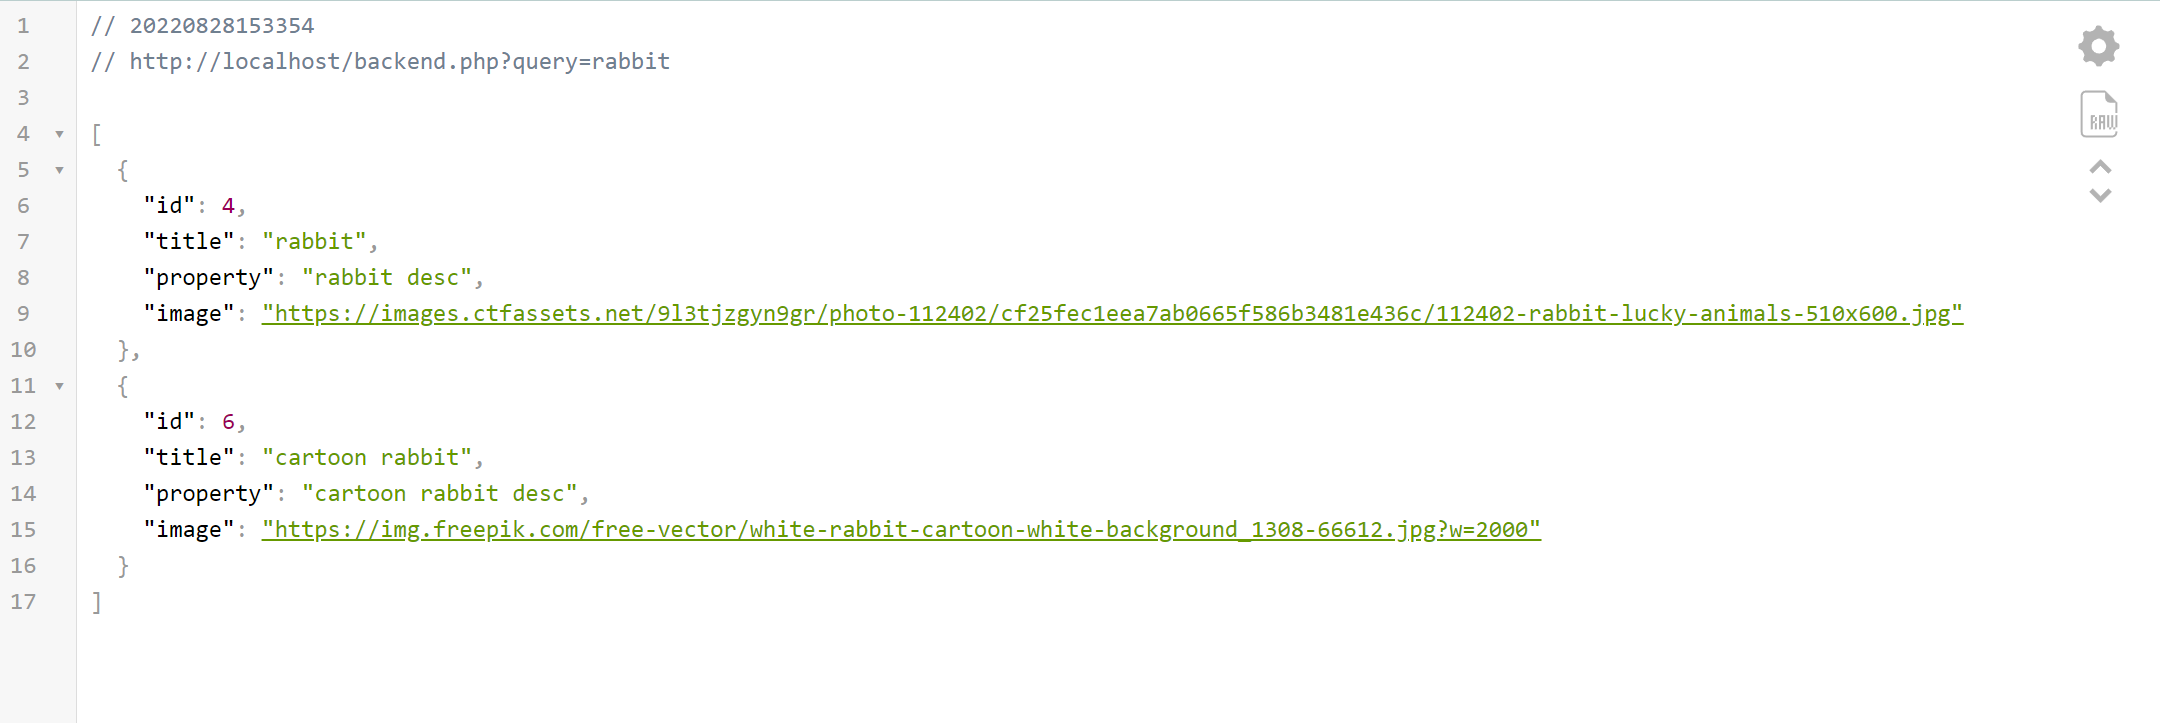 1 // 20220828153354
2 // http://localhost/backend.php?query=rabbit
3
4 [
5 {
6 "id": 4,
7 "title": "rabbit",
8 "property": "rabbit desc",
9 "image": "https://images.ctfassets.net/9l3tjzgyn9gr/photo-112402/cf25fec1eea7ab0665f586b3481e436c/112402-rabbit-lucky-animals-510x600.jpg"
10 },
11 {
12 "id": 6,
13 "title": "cartoon rabbit",
14 "property": "cartoon rabbit desc",
15 "image": "https://img.freepik.com/free-vector/white-rabbit-cartoon-white-background_1308-66612.jpg?w=2000"
16 }
17 ]
RAW